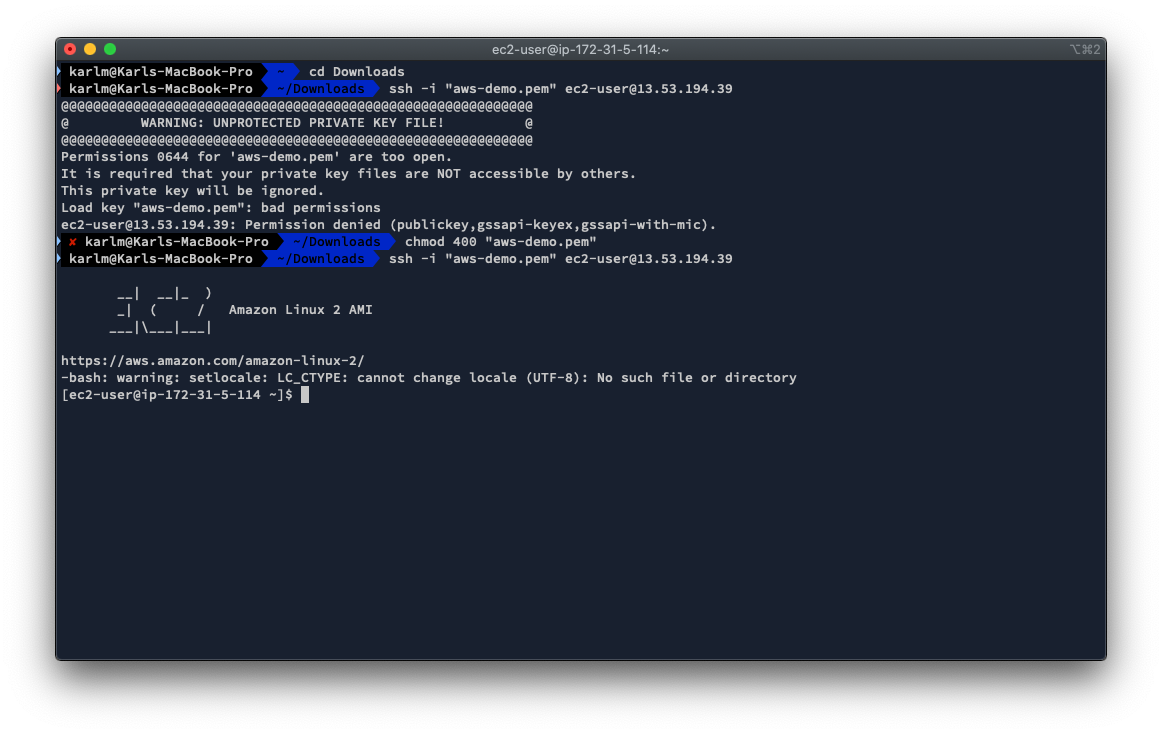 ec2-user@ip-172-31-5-114:~
⌥⌘2
karlm@Karls-MacBook-Pro ~ cd Downloads
karlm@Karls-MacBook-Pro ~/Downloads ssh -i "aws-demo.pem" ec2-user@13.53.194.39
@@@@@@@@@@@@@@@@@@@@@@@@@@@@@@@@@@@@@@@@@@@@@@@@@@@@@@@@@@@
@         WARNING: UNPROTECTED PRIVATE KEY FILE!          @
@@@@@@@@@@@@@@@@@@@@@@@@@@@@@@@@@@@@@@@@@@@@@@@@@@@@@@@@@@@
Permissions 0644 for 'aws-demo.pem' are too open.
It is required that your private key files are NOT accessible by others.
This private key will be ignored.
Load key "aws-demo.pem": bad permissions
ec2-user@13.53.194.39: Permission denied (publickey,gssapi-keyex,gssapi-with-mic).
✘ karlm@Karls-MacBook-Pro ~/Downloads chmod 400 "aws-demo.pem"
karlm@Karls-MacBook-Pro ~/Downloads ssh -i "aws-demo.pem" ec2-user@13.53.194.39
       __|  __|_  )
       _|  (     /   Amazon Linux 2 AMI
      ___|\___|___|
https://aws.amazon.com/amazon-linux-2/
-bash: warning: setlocale: LC_CTYPE: cannot change locale (UTF-8): No such file or directory
[ec2-user@ip-172-31-5-114 ~]$